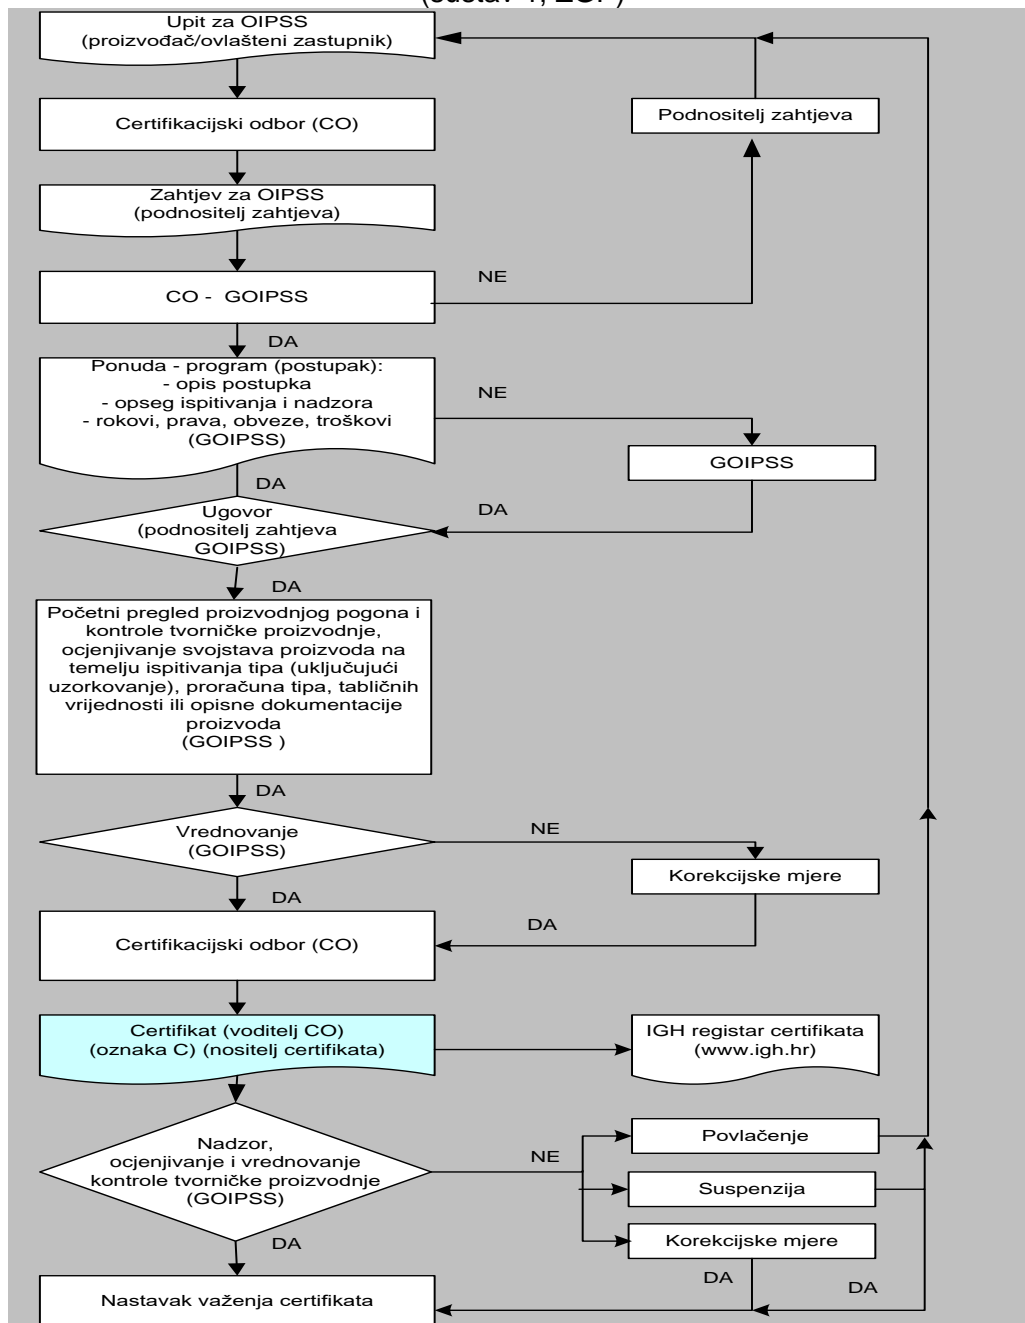 Upit za OIPSS
(proizvođač/ovlašteni zastupnik)
Certifikacijski odbor (CO)
Podnositelj zahtjeva
Zahtjev za OIPSS
(podnositelj zahtjeva)
CO - GOIPSS
NE
DA
Ponuda - program (postupak):
- opis postupka
- opseg ispitivanja i nadzora
- rokovi, prava, obveze, troškovi
(GOIPSS)
NE
GOIPSS
DA
DA
Ugovor
(podnositelj zahtjeva
GOIPSS)
DA
Početni pregled proizvodnjog pogona i
kontrole tvorničke proizvodnje,
ocjenjivanje svojstava proizvoda na
temelju ispitivanja tipa (uključujući
uzorkovanje), proračuna tipa, tabličnih
vrijednosti ili opisne dokumentacije
proizvoda
(GOIPSS )
DA
Vrednovanje
(GOIPSS)
NE
Korekcijske mjere
DA
DA
Certifikacijski odbor (CO)
Certifikat (voditelj CO)
(oznaka C) (nositelj certifikata)
IGH registar certifikata
(www.igh.hr)
Nadzor,
ocjenjivanje i vrednovanje
kontrole tvorničke proizvodnje
(GOIPSS)
NE
Povlačenje
Suspenzija
Korekcijske mjere
DA
DA
DA
Nastavak važenja certifikata